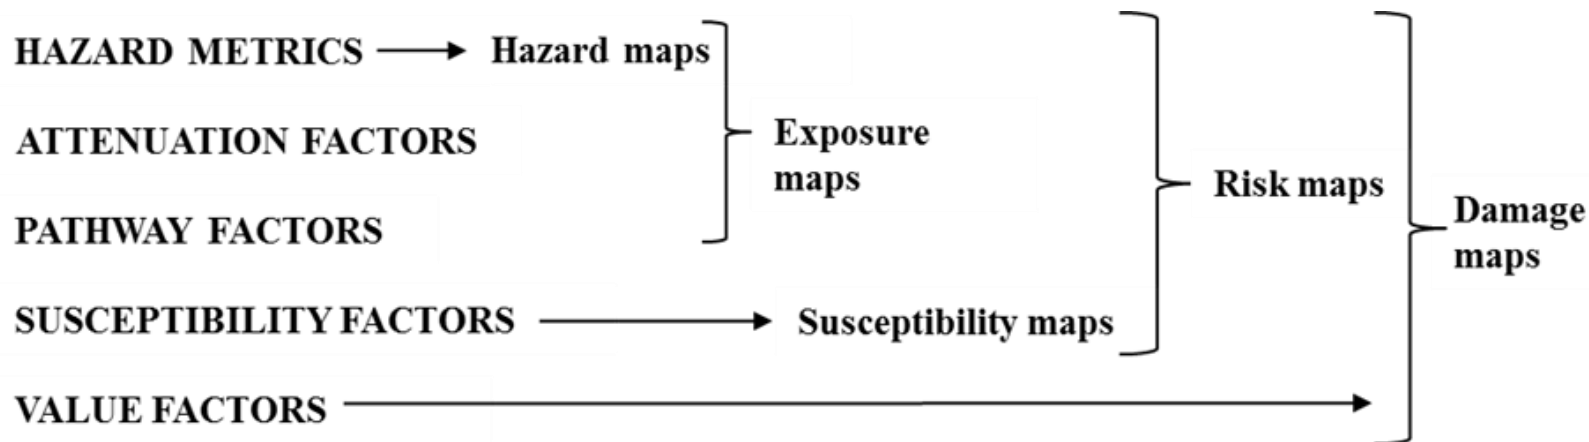 HAZARD METRICS
Hazard maps
ATTENUATION FACTORS
Exposure
maps
PATHWAY FACTORS
Risk maps
Damage
maps
SUSCEPTIBILITY FACTORS
Susceptibility maps
VALUE FACTORS